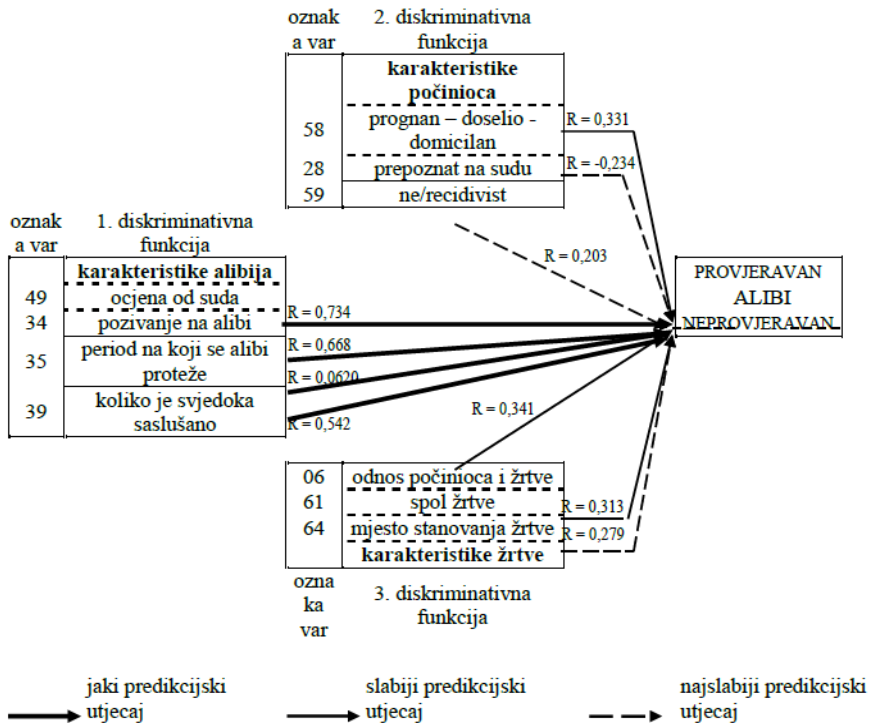 oznak
a var
2. diskriminativna
funkcija
karakteristike
počinioca
58
prognan – doselio -
domicilan
R = 0,331
28
prepoznat na sudu
R = -0,234
59
ne/recidivist
R = 0,203
oznak
a var
1. diskriminativna
funkcija
karakteristike alibija
49
ocjena od suda
34
pozivanje na alibi
R = 0,734
35
period na koji se alibi
proteže
R = 0,668
R = 0,0620
39
koliko je svjedoka
saslušano
R = 0,542
PROVJERAVAN
ALIBI
NEPROVJERAVAN
R = 0,341
06
odnos počinioca i žrtve
61
spol žrtve
R = 0,313
64
mjesto stanovanja žrtve
R = 0,279
karakteristike žrtve
ozna
ka
var
3. diskriminativna
funkcija
jaki predikcijski
utjecaj
slabiji predikcijski
utjecaj
najslabiji predikcijski
utjecaj